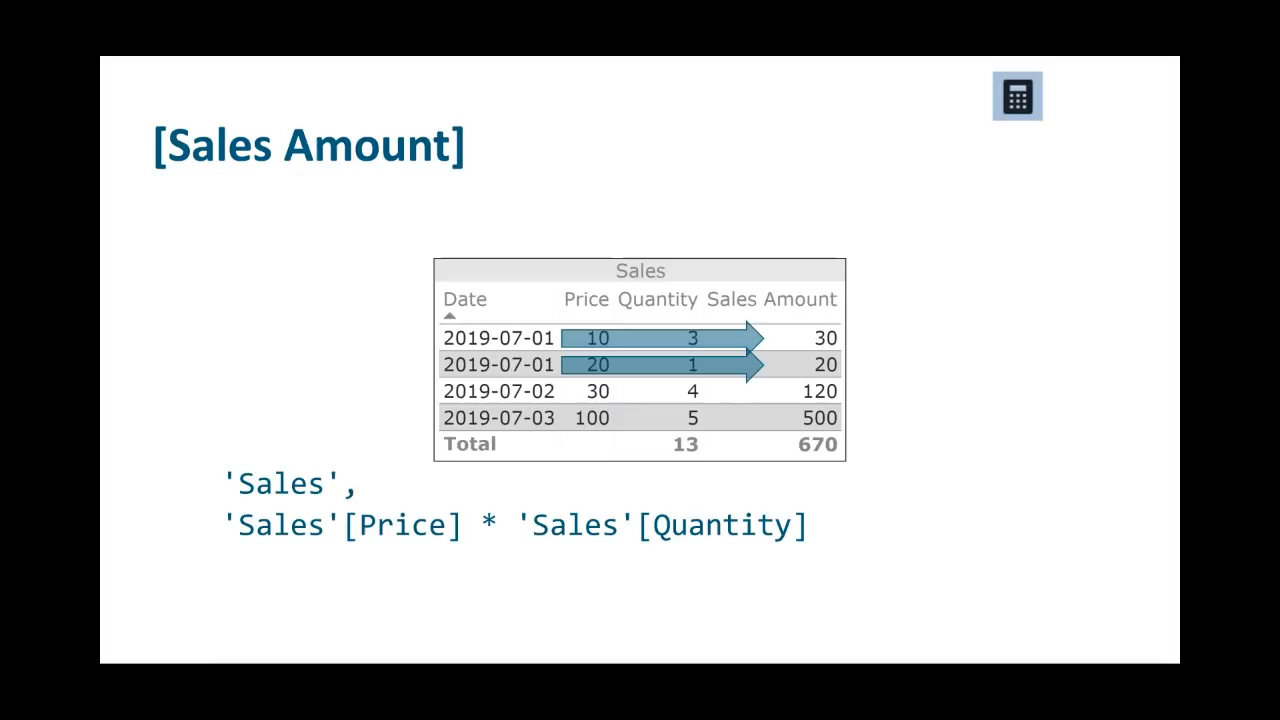 [Sales Amount]
Sales
Date Price Quantity Sales Amount
2019-07-01 10 3 30
2019-07-01 20 1 20
2019-07-02 30 4 120
2019-07-03 100 5 500
Total 13 670
'Sales',
'Sales'[Price] * 'Sales'[Quantity]